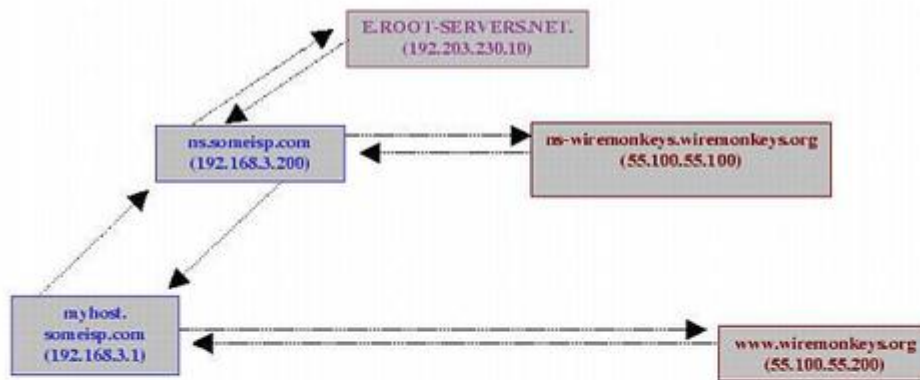 E.ROOT-SERVERS.NET.
(192.203.230.10)
ns.someisp.com
(192.168.3.200)
ns-wiremonkeys.wiremonkeys.org
(55.100.55.100)
myhost.
someisp.com
(192.168.3.1)
www.wiremonkeys.org
(55.100.55.200)